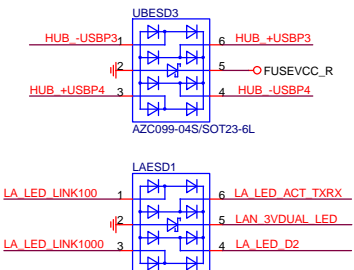 UBESD3
HUB_-USBP3 1 6 HUB_+USBP3
2 5 FUSEVCC_R
HUB_+USBP4 3 4 HUB_-USBP4
AZC099-04S/SOT23-6L
LAESD1
LA_LED_LINK100 1 6 LA_LED_ACT_TXRX
2 5 LAN_3VDUAL_LED
LA_LED_LINK1000 3 4 LA_LED_D2